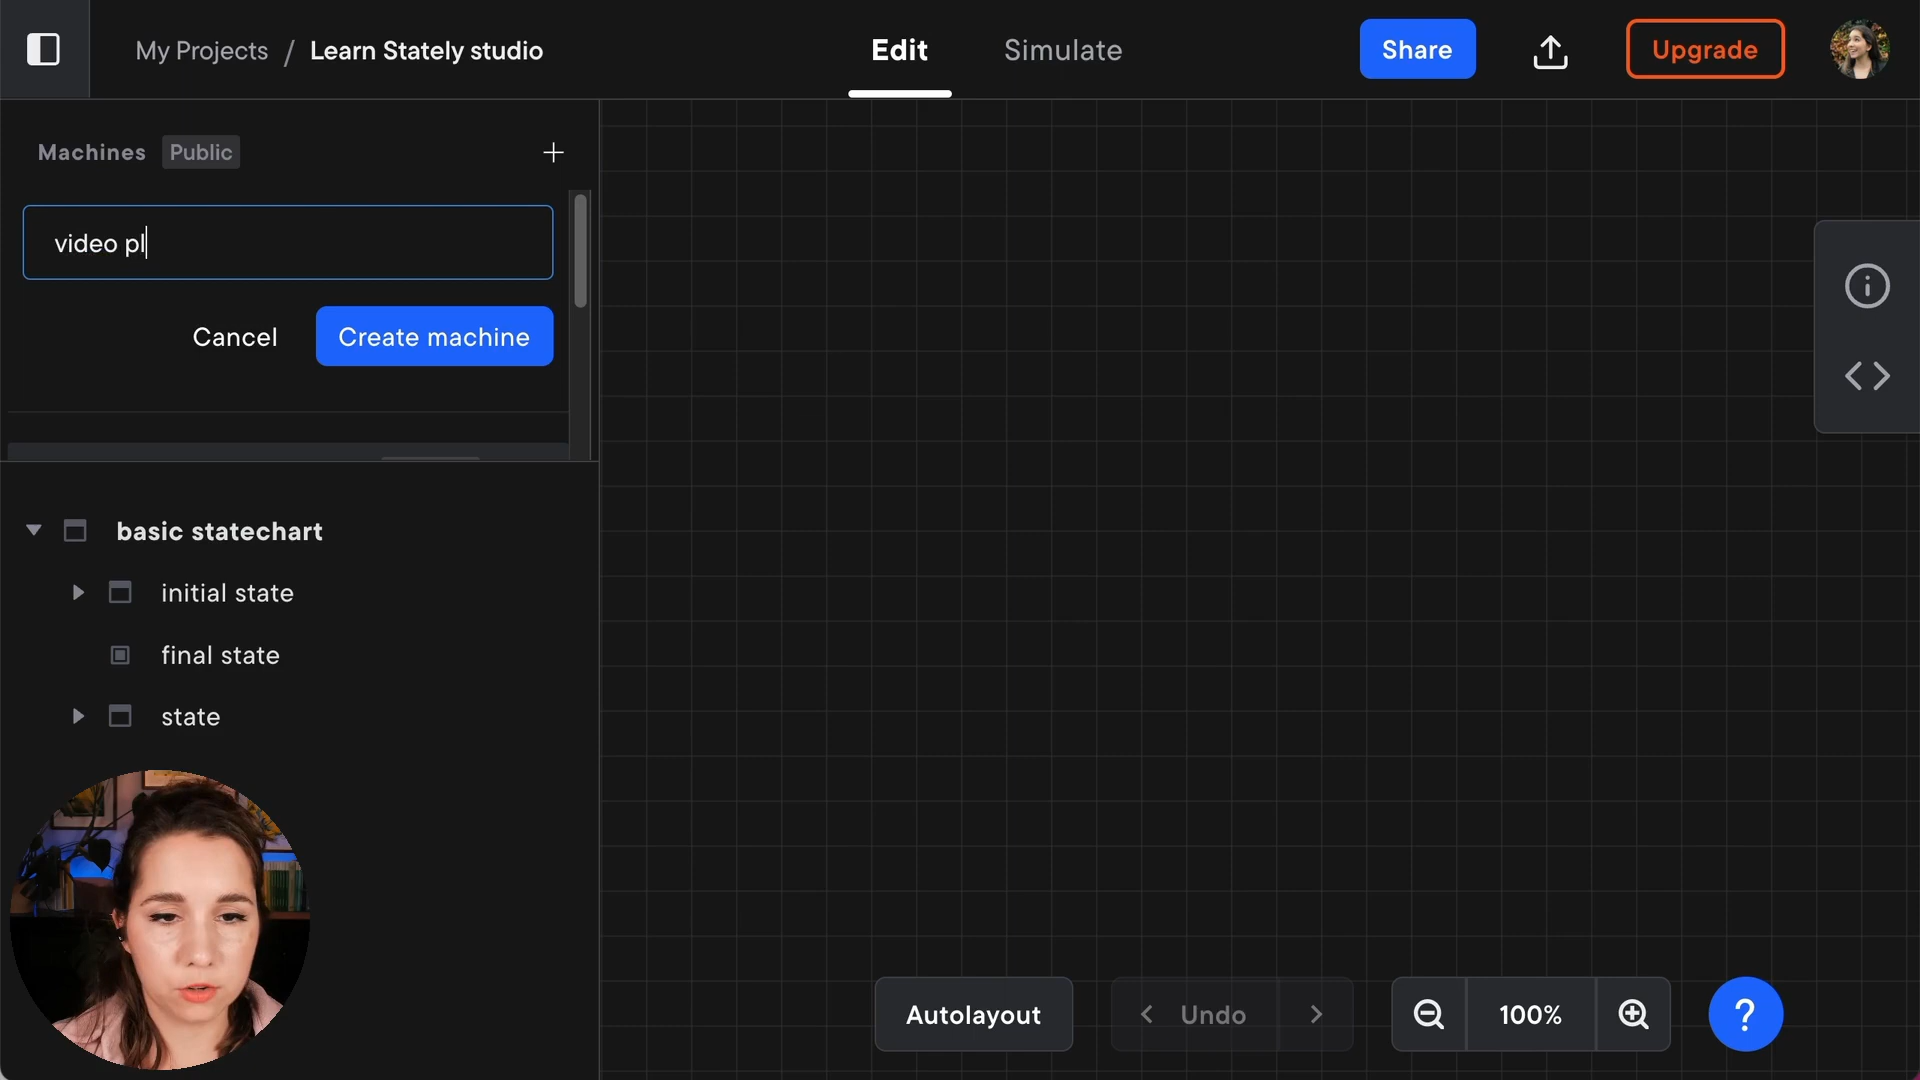 My Projects / Learn Stately studio
Edit
Simulate
Share
Upgrade
Machines
Public
video pl
Cancel
Create machine
basic statechart
initial state
final state
state
Autolayout
Undo
100%
?